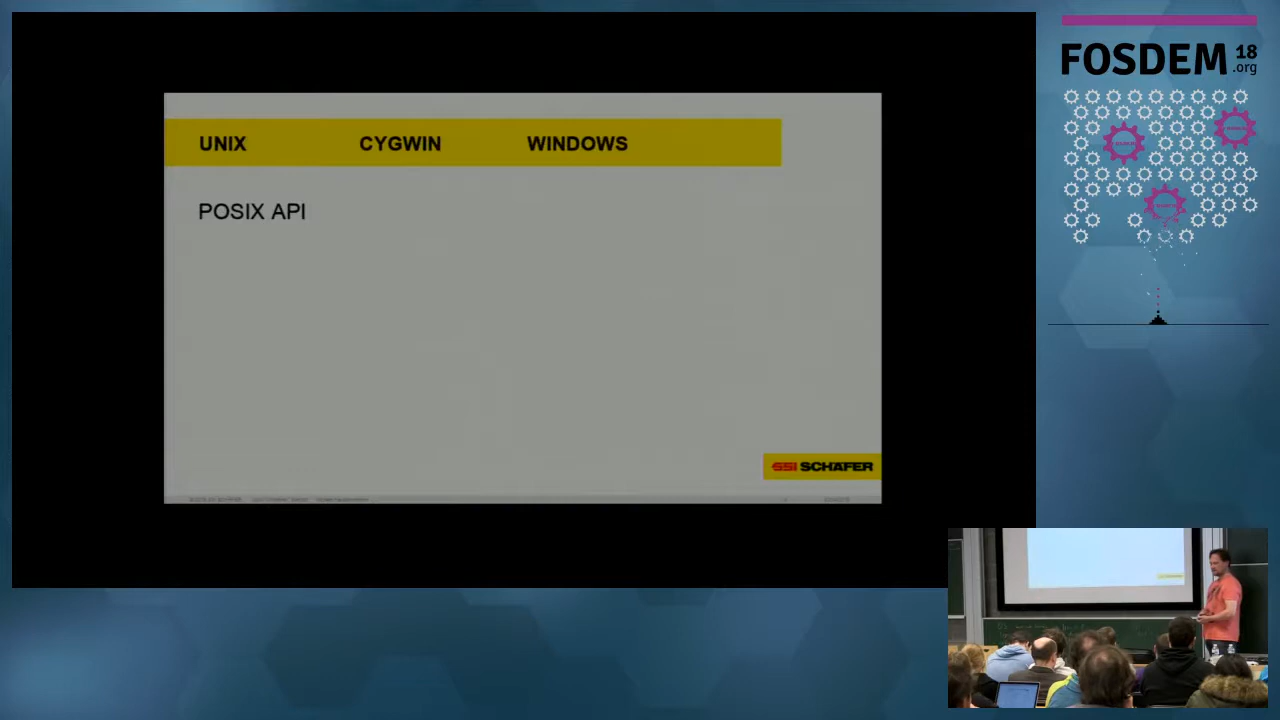 UNIX CYGWIN WINDOWS
POSIX API
SSI SCHÄFER
FOSDEM 18
.org